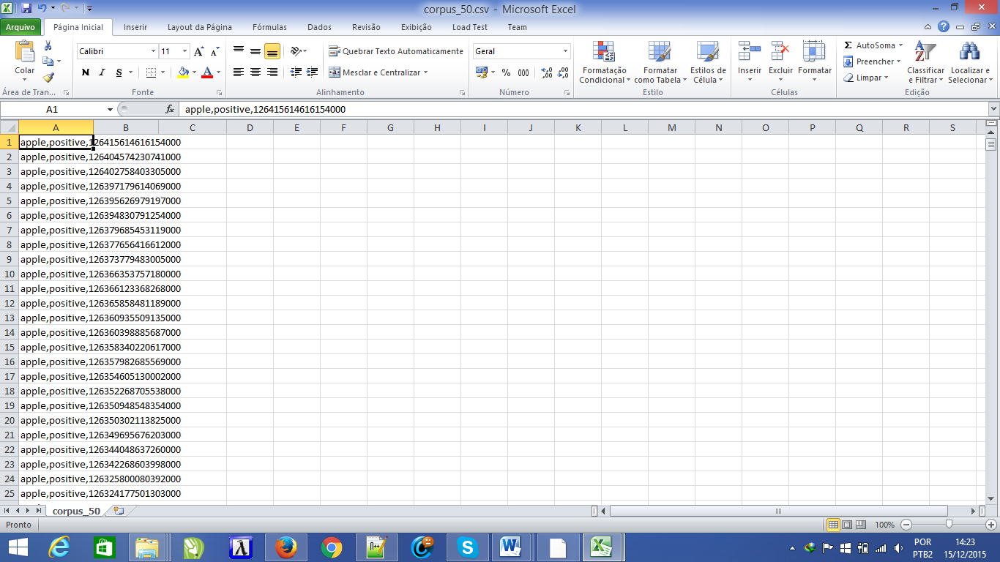 corpus_50.csv - Microsoft Excel
Arquivo Página Inicial Inserir Layout da Página Fórmulas Dados Revisão Exibição Load Test Team
Colar
Área de Tran...
Calibri 11
N I S
Fonte
Quebrar Texto Automaticamente
Mesclar e Centralizar
Alinhamento
Geral
% 000
Número
Formatação Condicional
Formatar como Tabela
Estilos de Célula
Estilo
Inserir Excluir Formatar
Células
AutoSoma
Preencher
Limpar
Classificar e Filtrar
Localizar e Selecionar
Edição
A1 fx apple,positive,126415614616154000
A B C D E F G H I J K L M N O P Q R S
1 apple,positive,126415614616154000
2 apple,positive,126404574230741000
3 apple,positive,126402758403305000
4 apple,positive,126397179614069000
5 apple,positive,126395626979197000
6 apple,positive,126394830791254000
7 apple,positive,126379685453119000
8 apple,positive,126377656416612000
9 apple,positive,126373779483005000
10 apple,positive,126366353757180000
11 apple,positive,126366123368268000
12 apple,positive,126365858481189000
13 apple,positive,126360935509135000
14 apple,positive,126360398885687000
15 apple,positive,126358340220617000
16 apple,positive,126357982685569000
17 apple,positive,126354605130002000
18 apple,positive,126352268705538000
19 apple,positive,126350948548354000
20 apple,positive,126350302113825000
21 apple,positive,126349695676203000
22 apple,positive,126344048637260000
23 apple,positive,126342268603998000
24 apple,positive,126325800080392000
25 apple,positive,126324177501303000
corpus_50
Pronto 100%
POR 14:23
PTB2 15/12/2015